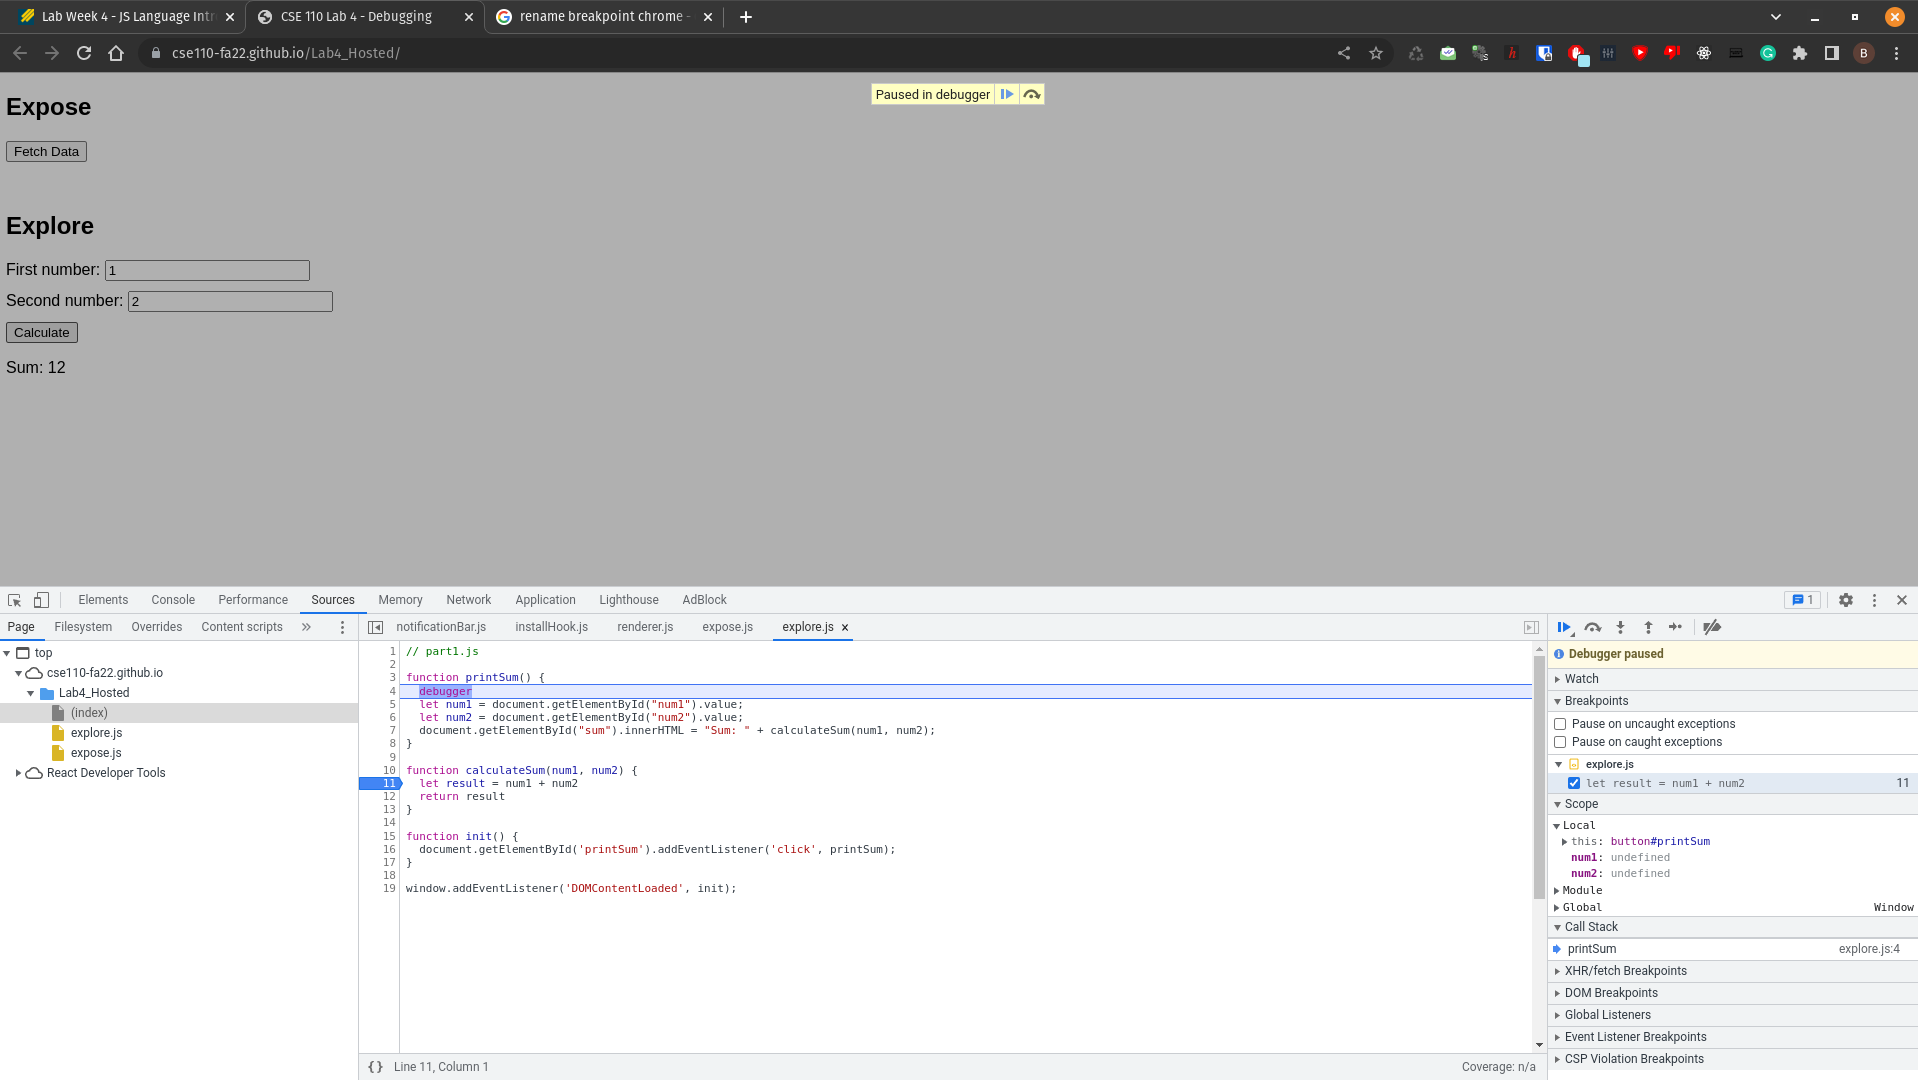 Lab Week 4 - JS Language Intr
CSE 110 Lab 4 - Debugging
rename breakpoint chrome -
cse110-fa22.github.io/Lab4_Hosted/
B
Paused in debugger
Expose
Fetch Data
Explore
First number: 1
Second number: 2
Calculate
Sum: 12
Elements Console Performance Sources Memory Network Application Lighthouse AdBlock 1
Page Filesystem Overrides Content scripts »
notificationBar.js installHook.js renderer.js expose.js explore.js
top
cse110-fa22.github.io
Lab4_Hosted
(index)
explore.js
expose.js
React Developer Tools
1 // part1.js
2
3 function printSum() {
4 debugger
5 let num1 = document.getElementById("num1").value;
6 let num2 = document.getElementById("num2").value;
7 document.getElementById("sum").innerHTML = "Sum: " + calculateSum(num1, num2);
8 }
9
10 function calculateSum(num1, num2) {
11 let result = num1 + num2
12 return result
13 }
14
15 function init() {
16 document.getElementById('printSum').addEventListener('click', printSum);
17 }
18
19 window.addEventListener('DOMContentLoaded', init);
{} Line 11, Column 1
Coverage: n/a
Debugger paused
Watch
Breakpoints
Pause on uncaught exceptions
Pause on caught exceptions
explore.js
let result = num1 + num2 11
Scope
Local
this: button#printSum
num1: undefined
num2: undefined
Module
Global Window
Call Stack
printSum explore.js:4
XHR/fetch Breakpoints
DOM Breakpoints
Global Listeners
Event Listener Breakpoints
CSP Violation Breakpoints